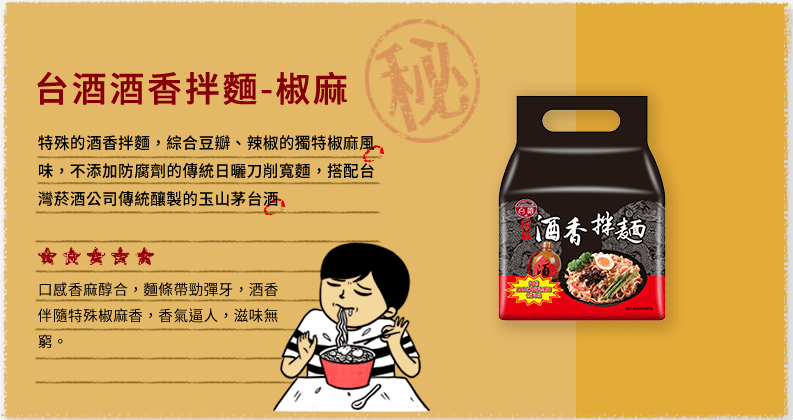 秘
台酒酒香拌麵-椒麻
特殊的酒香拌麵，綜合豆瓣、辣椒的獨特椒麻風
味，不添加防腐劑的傳統日曬刀削寬麵，搭配台
灣菸酒公司傳統釀製的玉山茅台酒
口感香麻醇合，麵條帶勁彈牙，酒香
伴隨特殊椒麻香，香氣逼人，滋味無
窮。
台酒
椒麻
酒香拌麵
酒